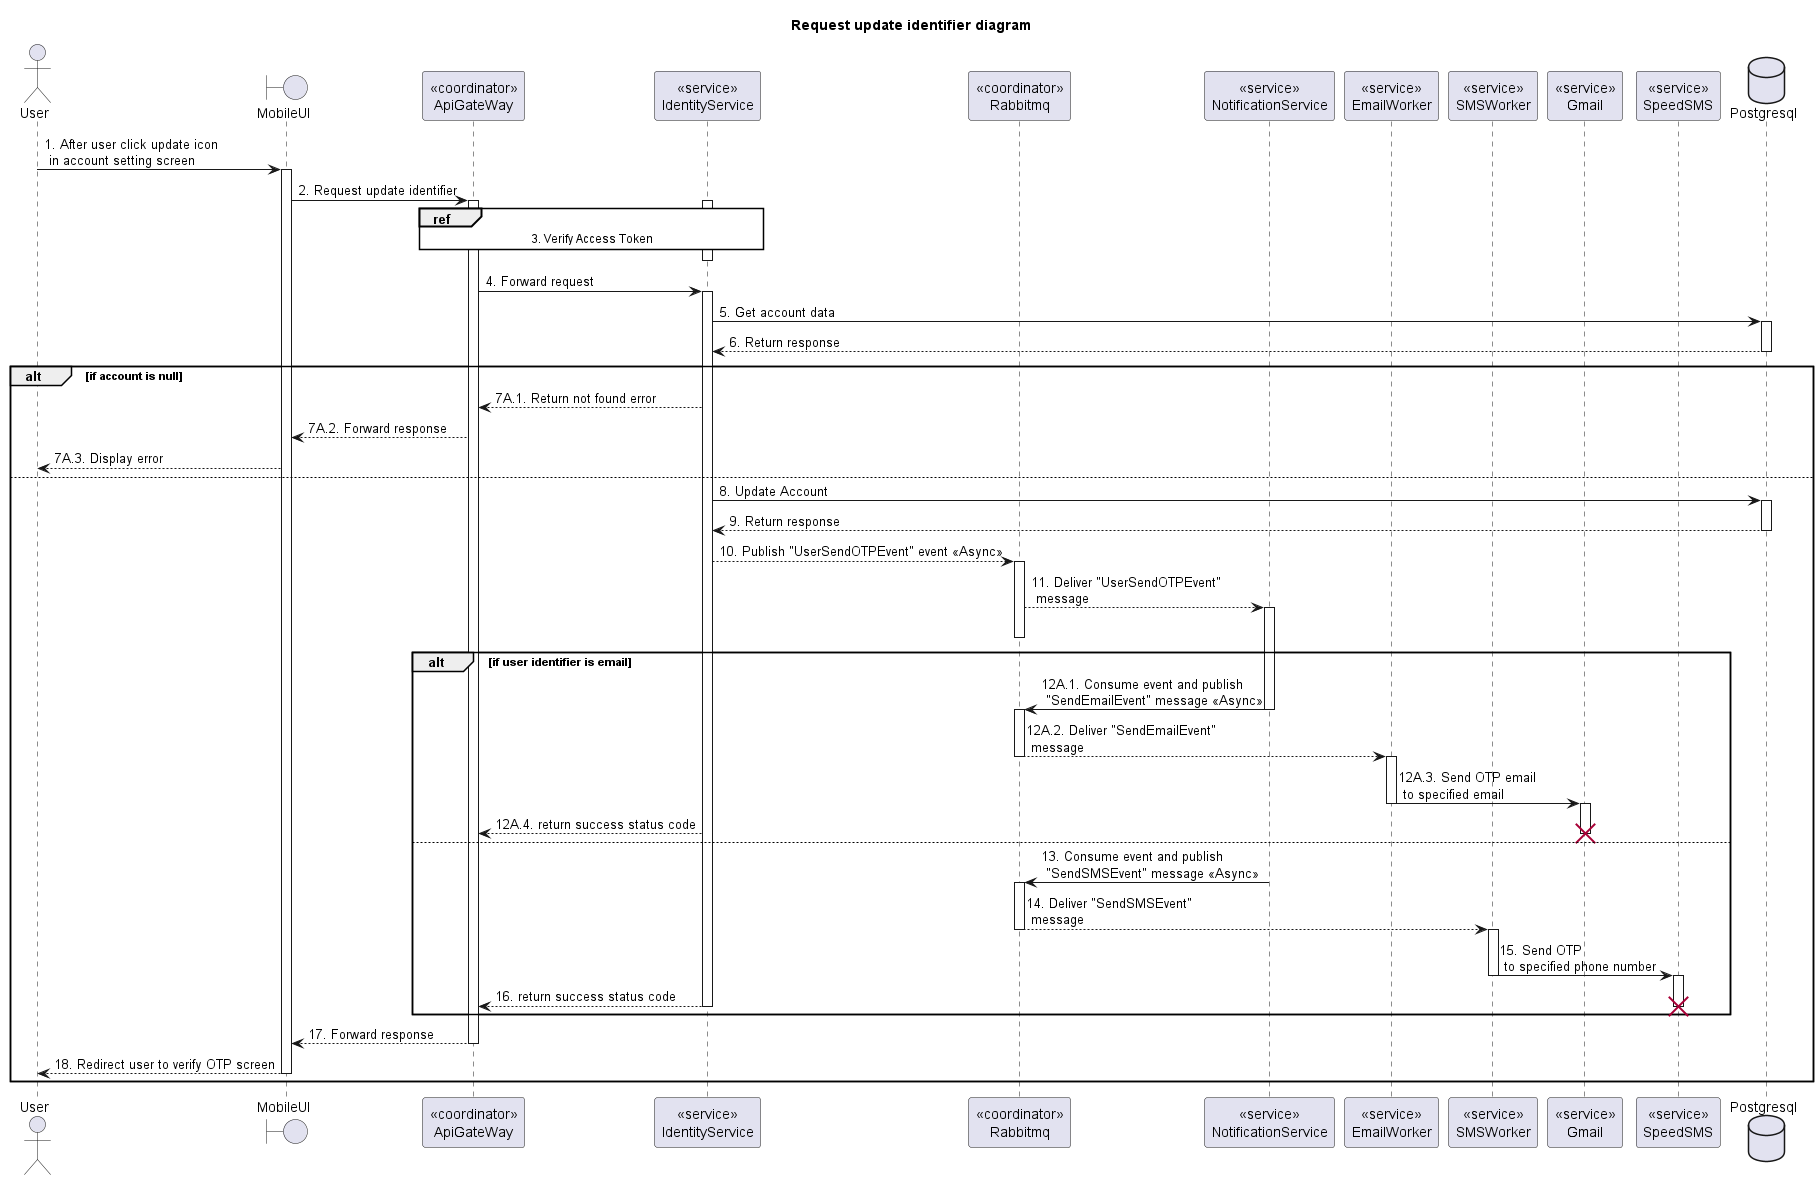 Request update identifier diagram
User
MobileUI
«coordinator»
ApiGateWay
«service»
IdentityService
«coordinator»
Rabbitmq
«service»
NotificationService
«service»
EmailWorker
«service»
SMSWorker
«service»
Gmail
«service»
SpeedSMS
Postgresql
1. After user click update icon
in account setting screen
2. Request update identifier
ref
3. Verify Access Token
4. Forward request
5. Get account data
6. Return response
alt
[if account is null]
7A.1. Return not found error
7A.2. Forward response
7A.3. Display error
8. Update Account
9. Return response
10. Publish "UserSendOTPEvent" event «Async»
11. Deliver "UserSendOTPEvent"
message
alt
[if user identifier is email]
12A.1. Consume event and publish
"SendEmailEvent" message «Async»
12A.2. Deliver "SendEmailEvent"
message
12A.3. Send OTP email
to specified email
12A.4. return success status code
13. Consume event and publish
"SendSMSEvent" message «Async»
14. Deliver "SendSMSEvent"
message
15. Send OTP
to specified phone number
16. return success status code
17. Forward response
18. Redirect user to verify OTP screen
User
MobileUI
«coordinator»
ApiGateWay
«service»
IdentityService
«coordinator»
Rabbitmq
«service»
NotificationService
«service»
EmailWorker
«service»
SMSWorker
«service»
Gmail
«service»
SpeedSMS
Postgresql